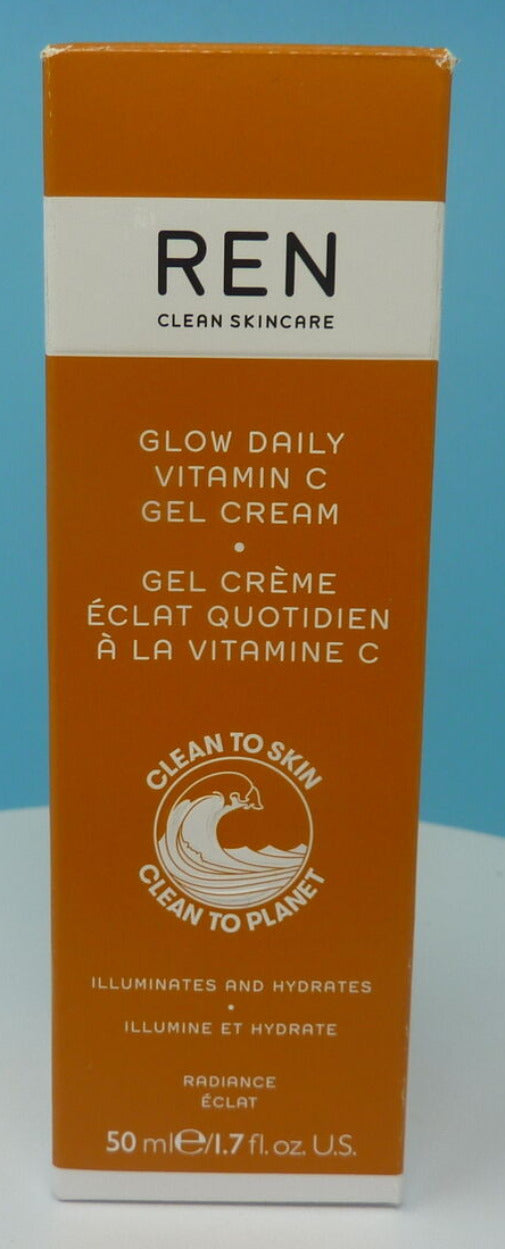 REN
CLEAN SKINCARE
GLOW DAILY
VITAMIN C
GEL CREAM
•
GEL CRÈME
ÉCLAT QUOTIDIEN
À LA VITAMINE C
CLEAN TO SKIN
CLEAN TO PLANET
ILLUMINATES AND HYDRATES
•
ILLUMINE ET HYDRATE
RADIANCE
ÉCLAT
50 ml℮/1.7 fl. oz. U.S.